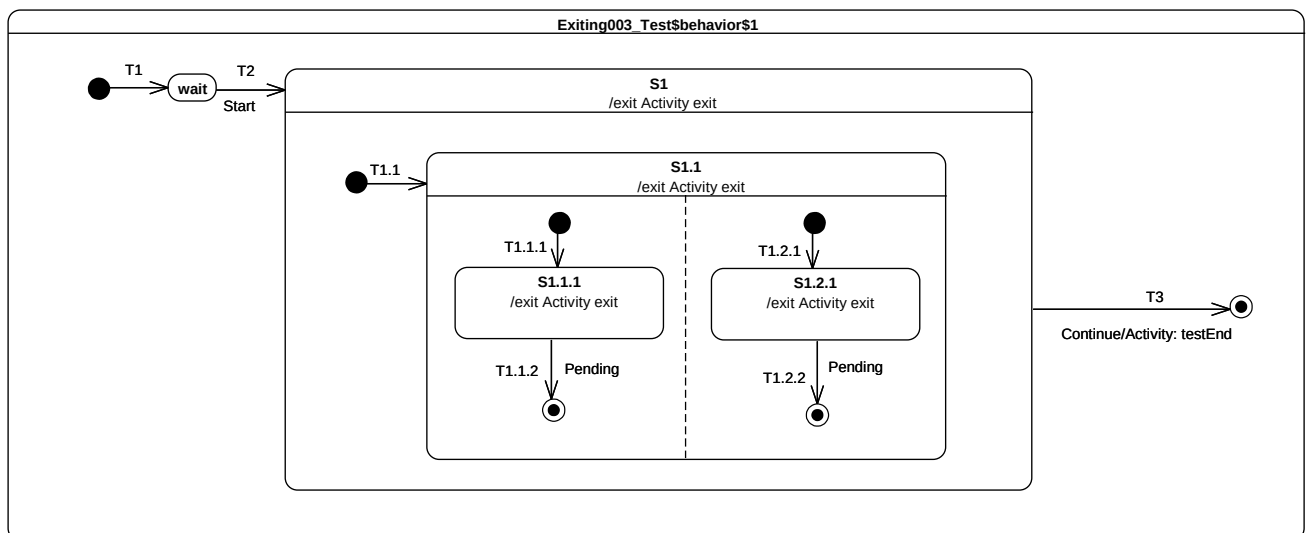 Exiting003_Test$behavior$1
T1
wait
T2
Start
S1
/exit Activity exit
T1.1
S1.1
/exit Activity exit
T1.1.1
S1.1.1
/exit Activity exit
T1.1.2
Pending
T1.2.1
S1.2.1
/exit Activity exit
T1.2.2
Pending
T3
Continue/Activity: testEnd